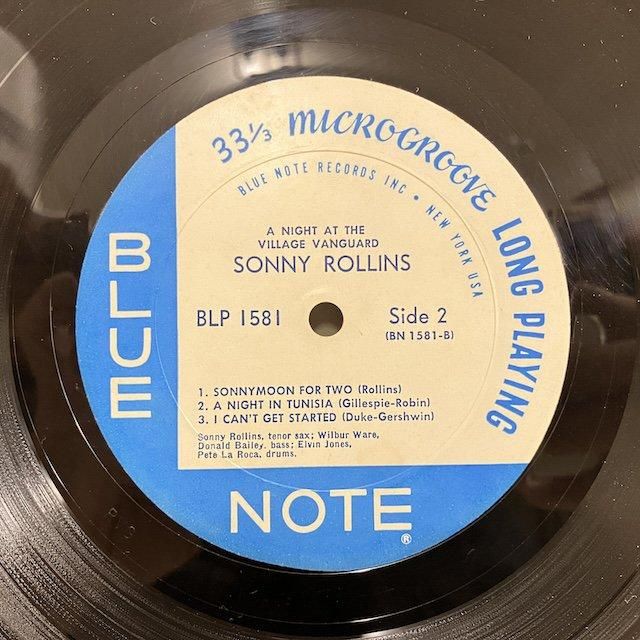 33⅓ MICROGROOVE LONG PLAYING
BLUE NOTE RECORDS INC • NEW YORK USA
A NIGHT AT THE
VILLAGE VANGUARD
SONNY ROLLINS
BLP 1581 Side 2
(BN 1581-B)
1. SONNYMOON FOR TWO (Rollins)
2. A NIGHT IN TUNISIA (Gillespie-Robin)
3. I CAN'T GET STARTED (Duke-Gershwin)
Sonny Rollins, tenor sax; Wilbur Ware,
Donald Bailey, bass; Elvin Jones,
Pete La Roca, drums.
BLUE
NOTE®